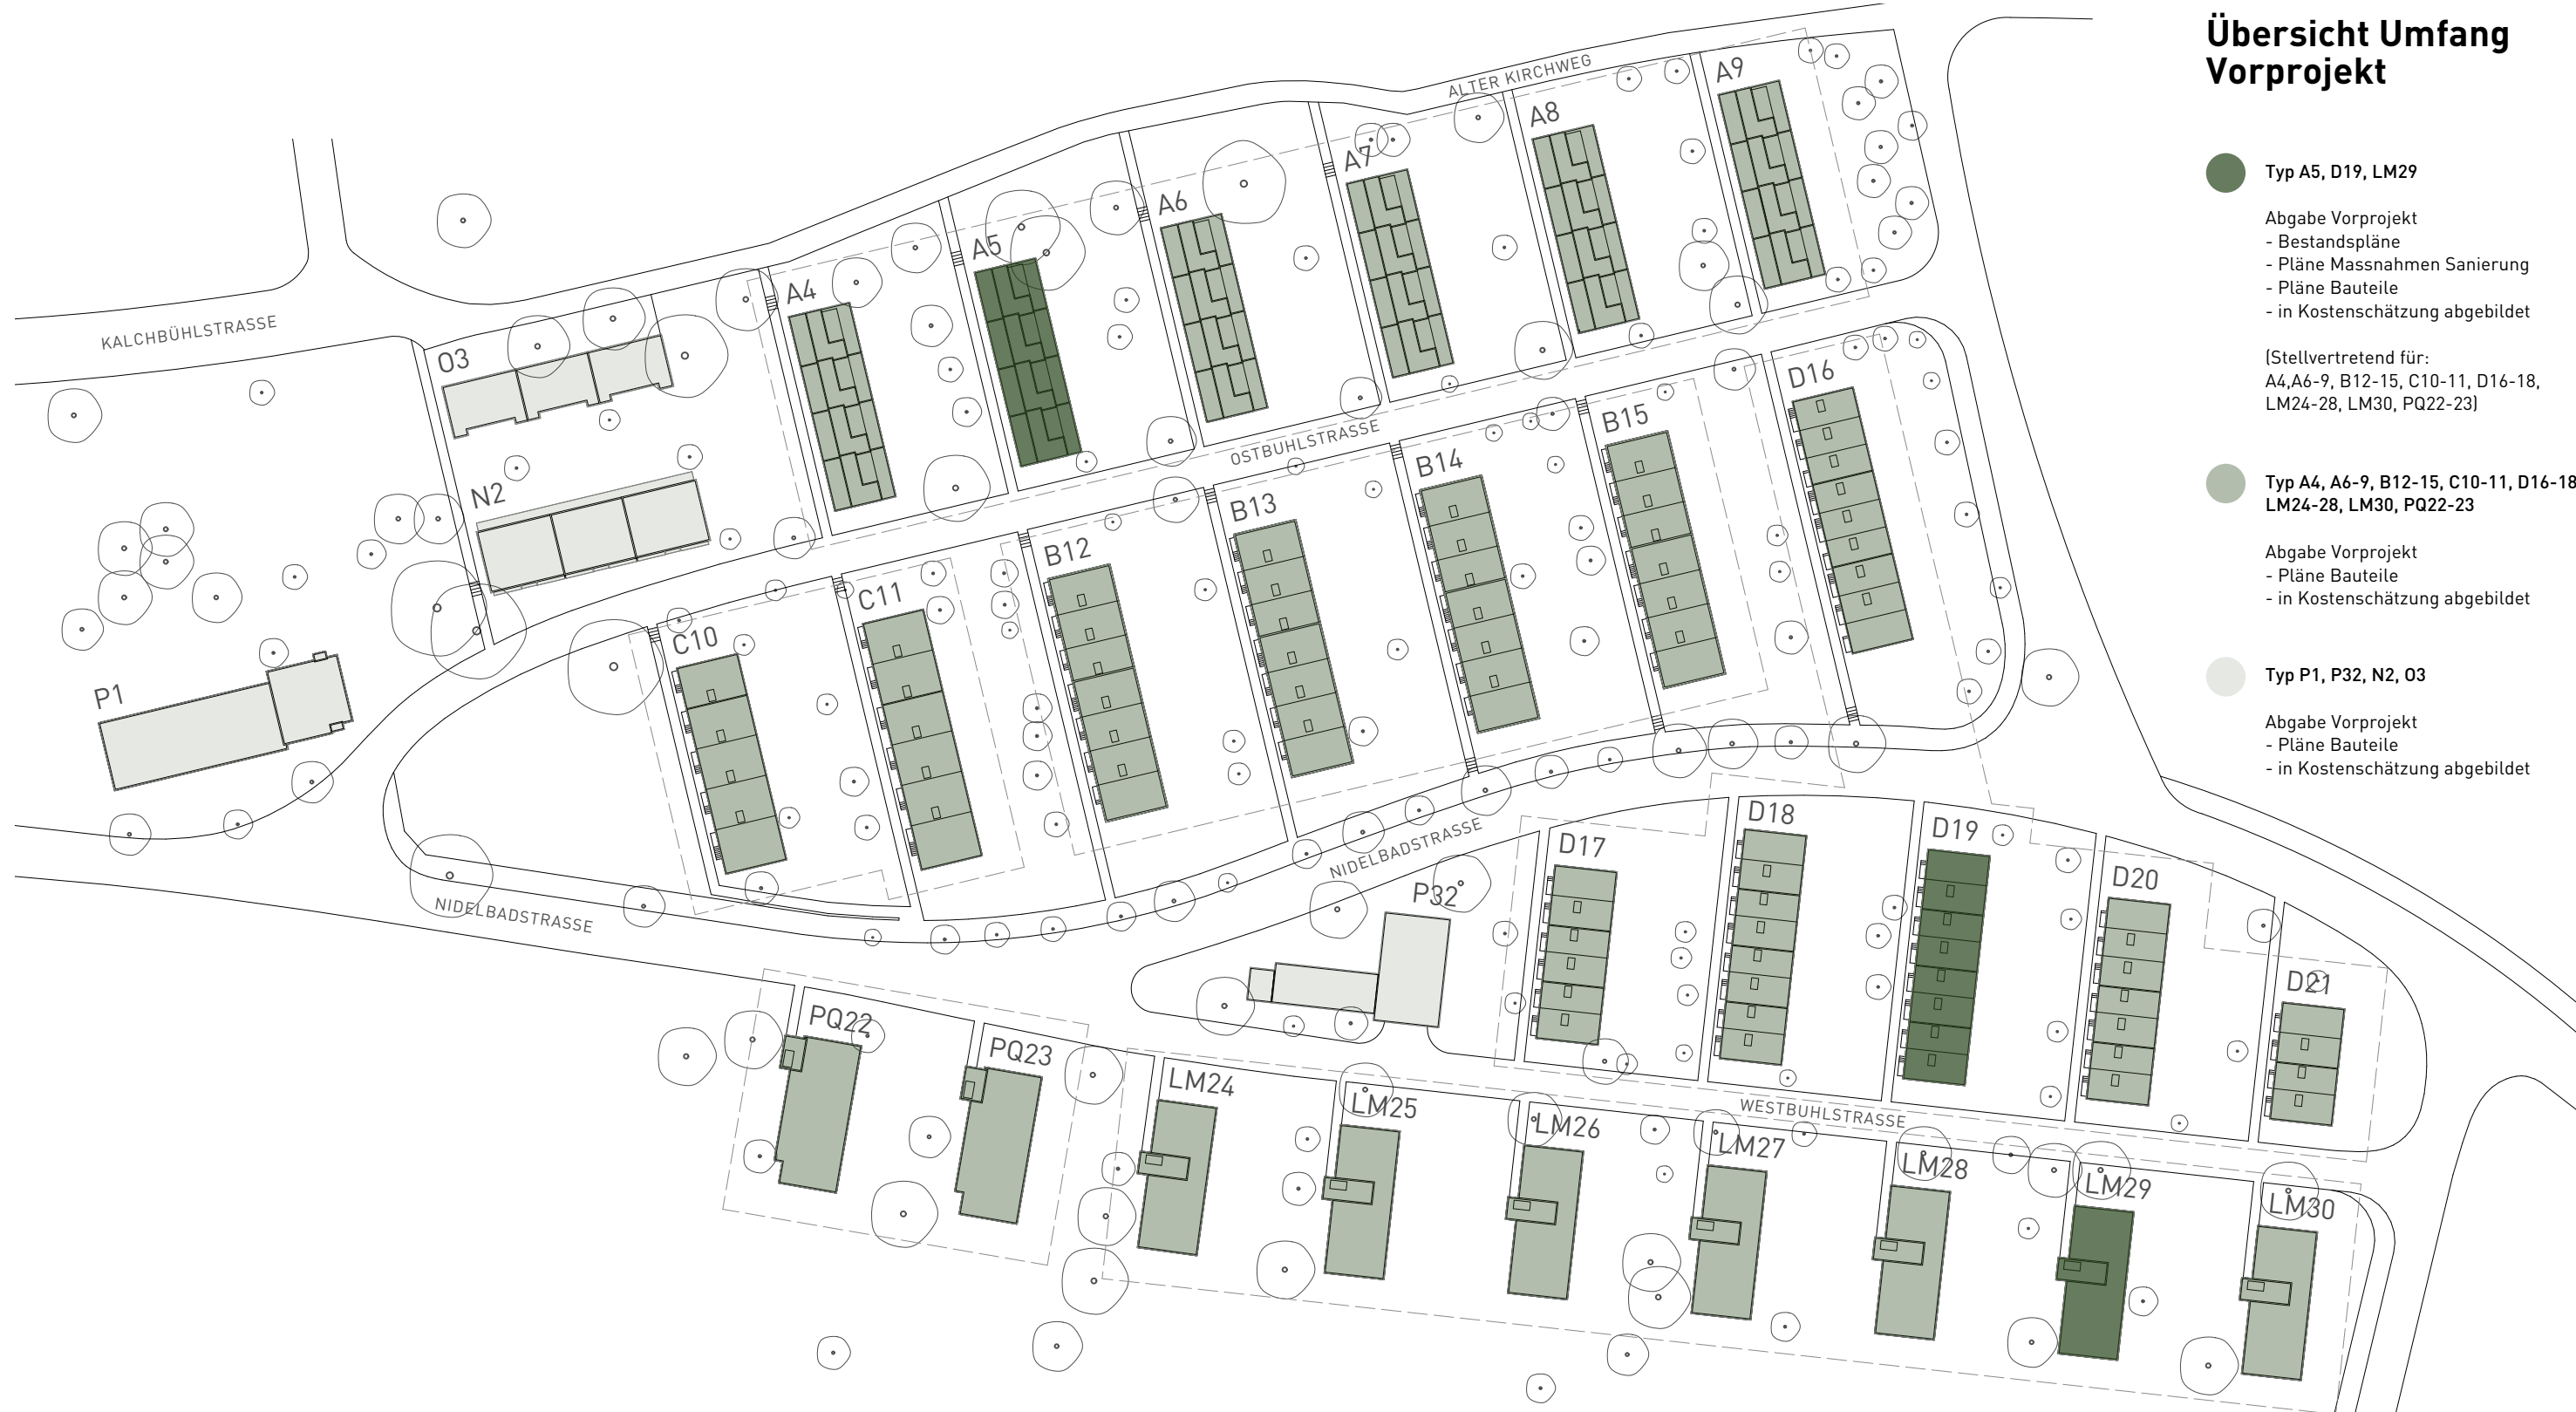 Übersicht Umfang
Vorprojekt
Typ A5, D19, LM29
Abgabe Vorprojekt
- Bestandspläne
- Pläne Massnahmen Sanierung
- Pläne Bauteile
- in Kostenschätzung abgebildet
(Stellvertretend für:
A4,A6-9, B12-15, C10-11, D16-18,
LM24-28, LM30, PQ22-23)
Typ A4, A6-9, B12-15, C10-11, D16-18
LM24-28, LM30, PQ22-23
Abgabe Vorprojekt
- Pläne Bauteile
- in Kostenschätzung abgebildet
Typ P1, P32, N2, O3
Abgabe Vorprojekt
- Pläne Bauteile
- in Kostenschätzung abgebildet
ALTER KIRCHWEG
KALCHBÜHLSTRASSE
OSTBÜHLSTRASSE
NIDELBADSTRASSE
NIDELBADSTRASSE
WESTBÜHLSTRASSE
A4
A5
A6
A7
A8
A9
O3
N2
P1
C10
C11
B12
B13
B14
B15
D16
P32
D17
D18
D19
D20
D21
PQ22
PQ23
LM24
LM25
LM26
LM27
LM28
LM29
LM30